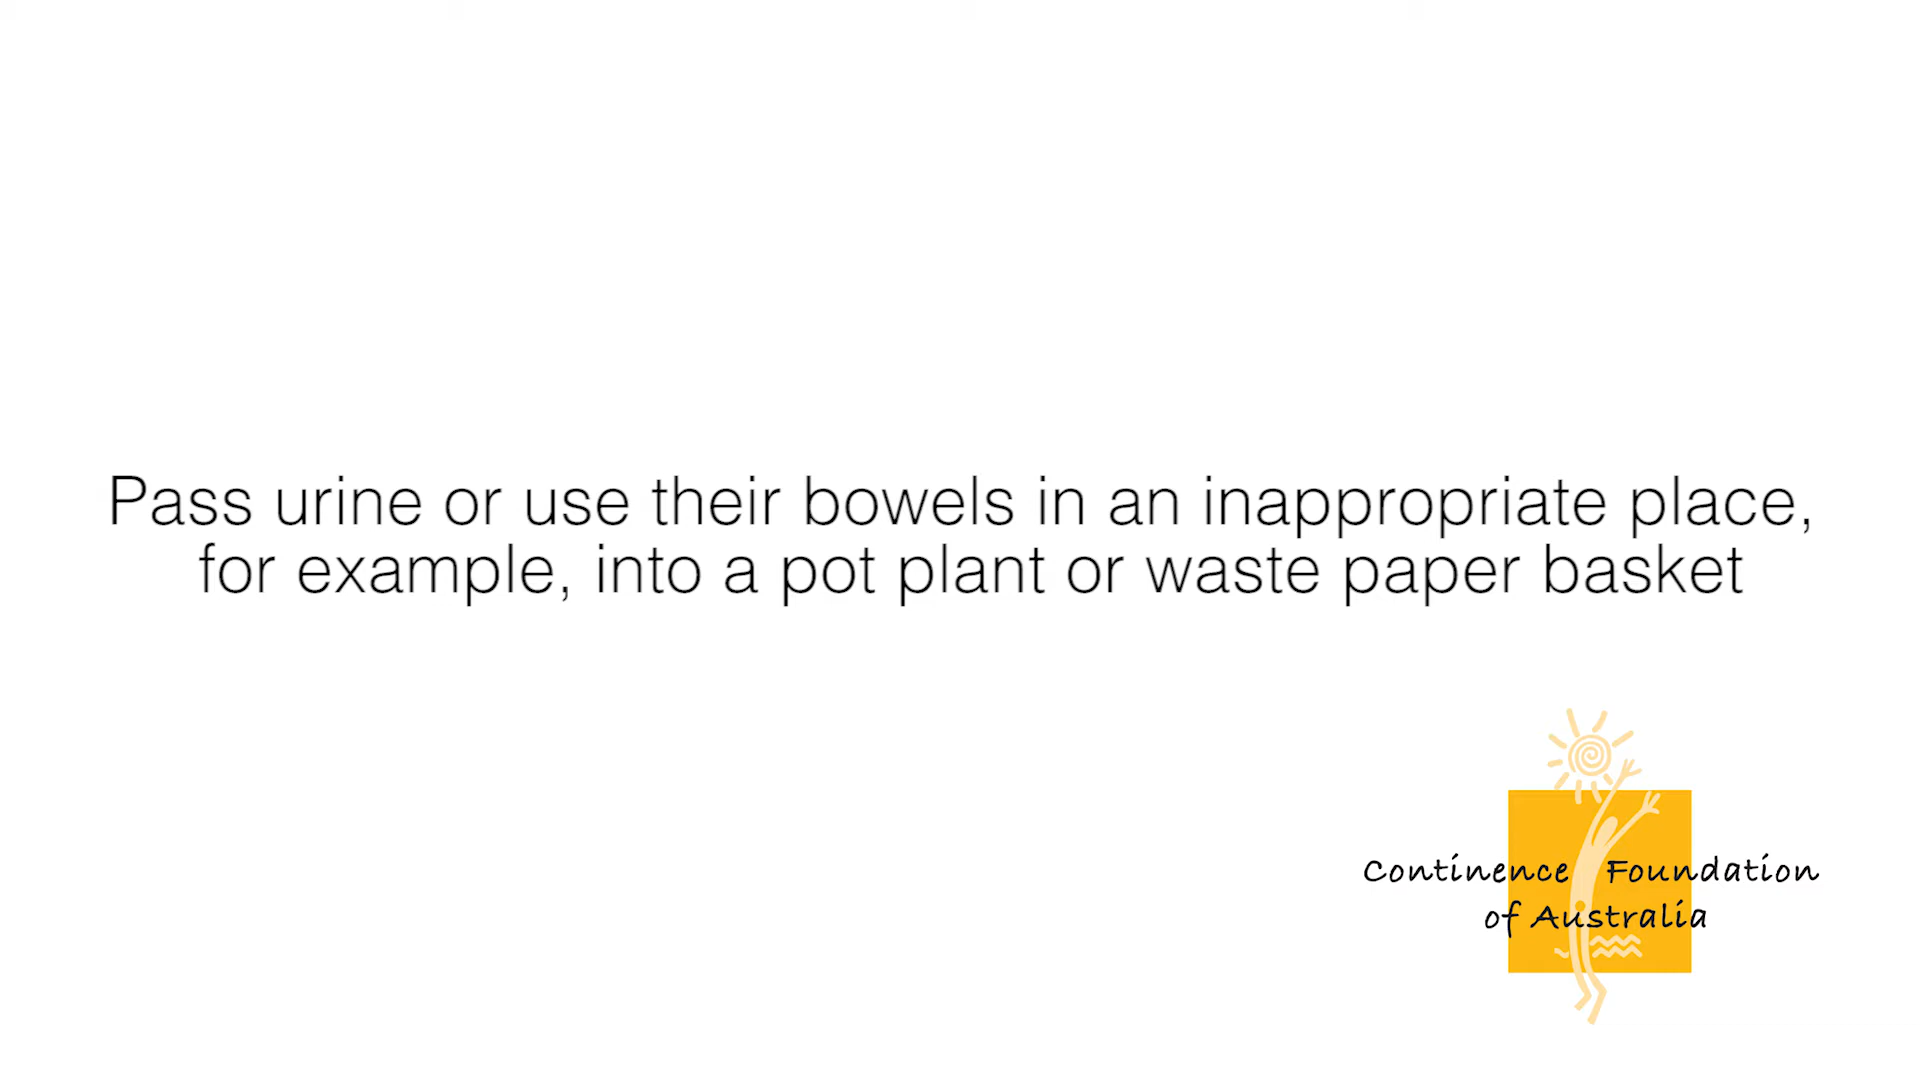 Pass urine or use their bowels in an inappropriate place,
for example, into a pot plant or waste paper basket
Continence Foundation
of Australia